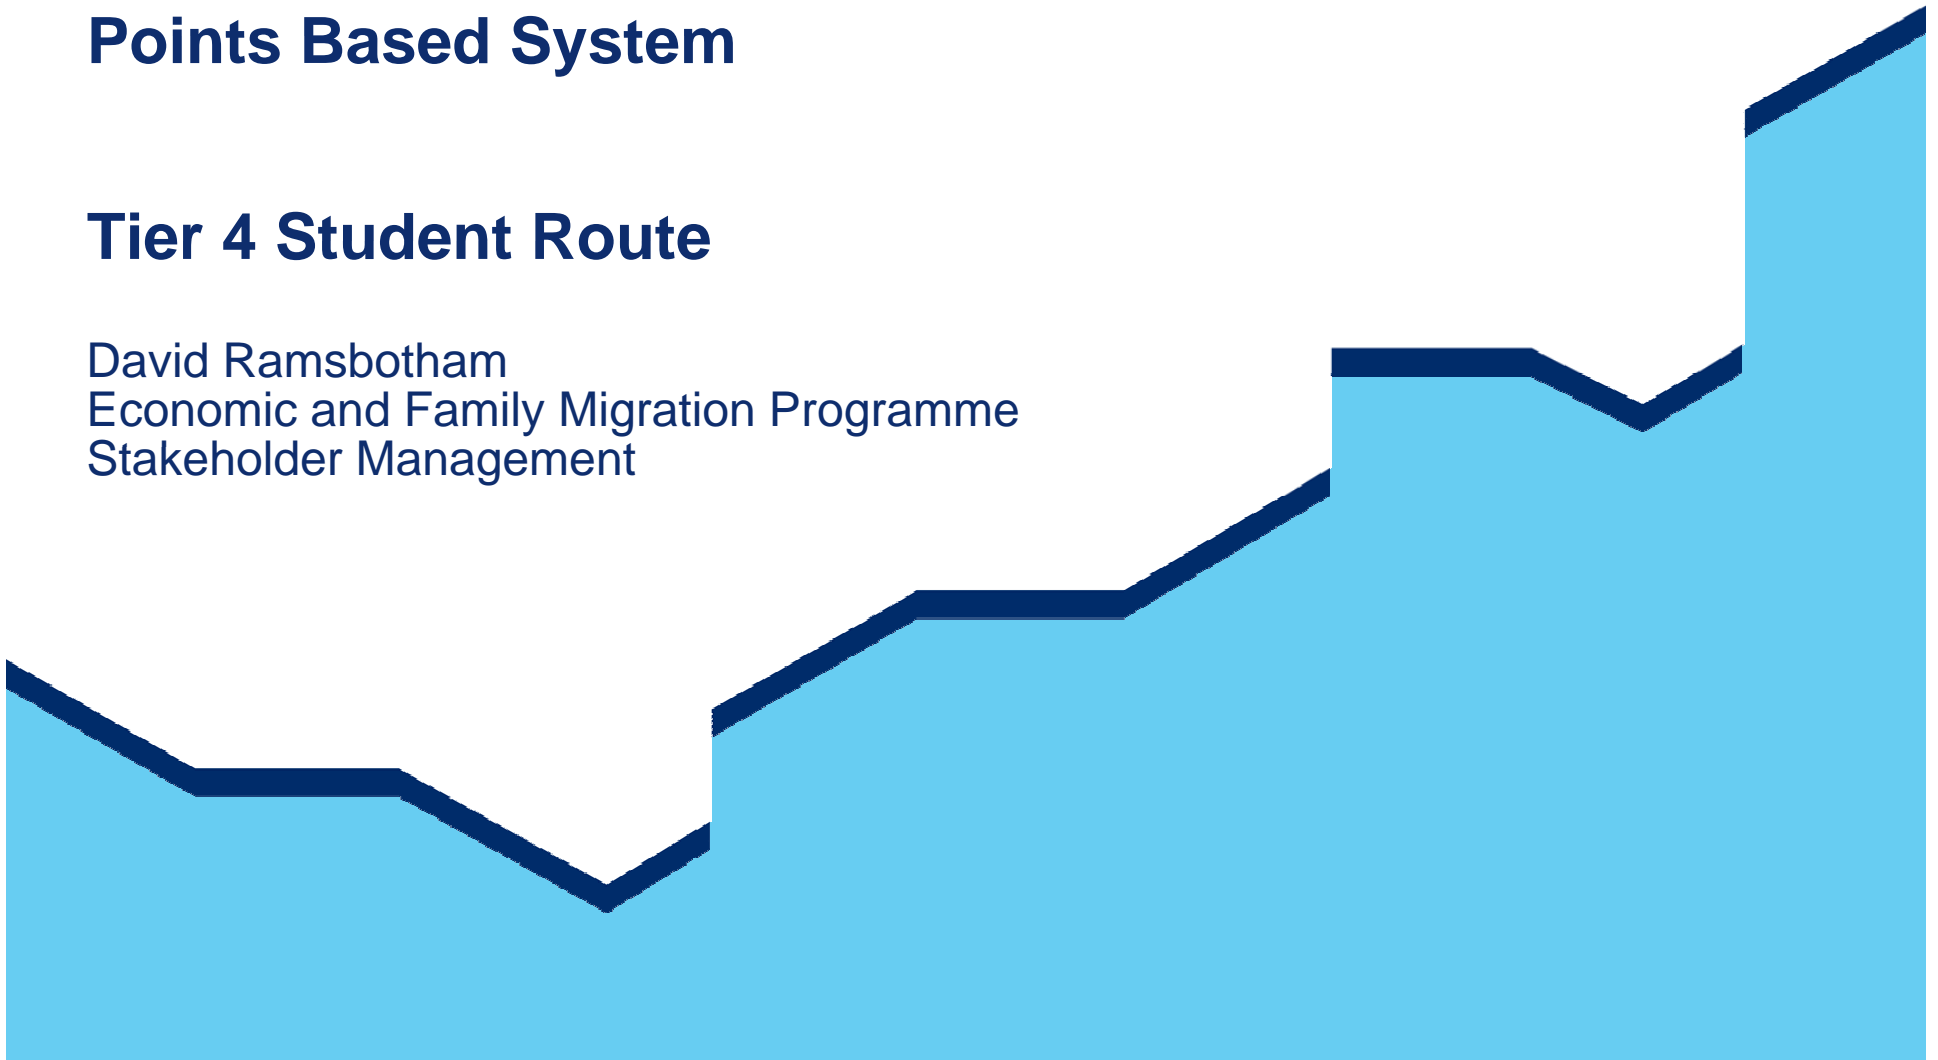 Points Based System
Tier 4 Student Route
David Ramsbotham
Economic and Family Migration Programme
Stakeholder Management